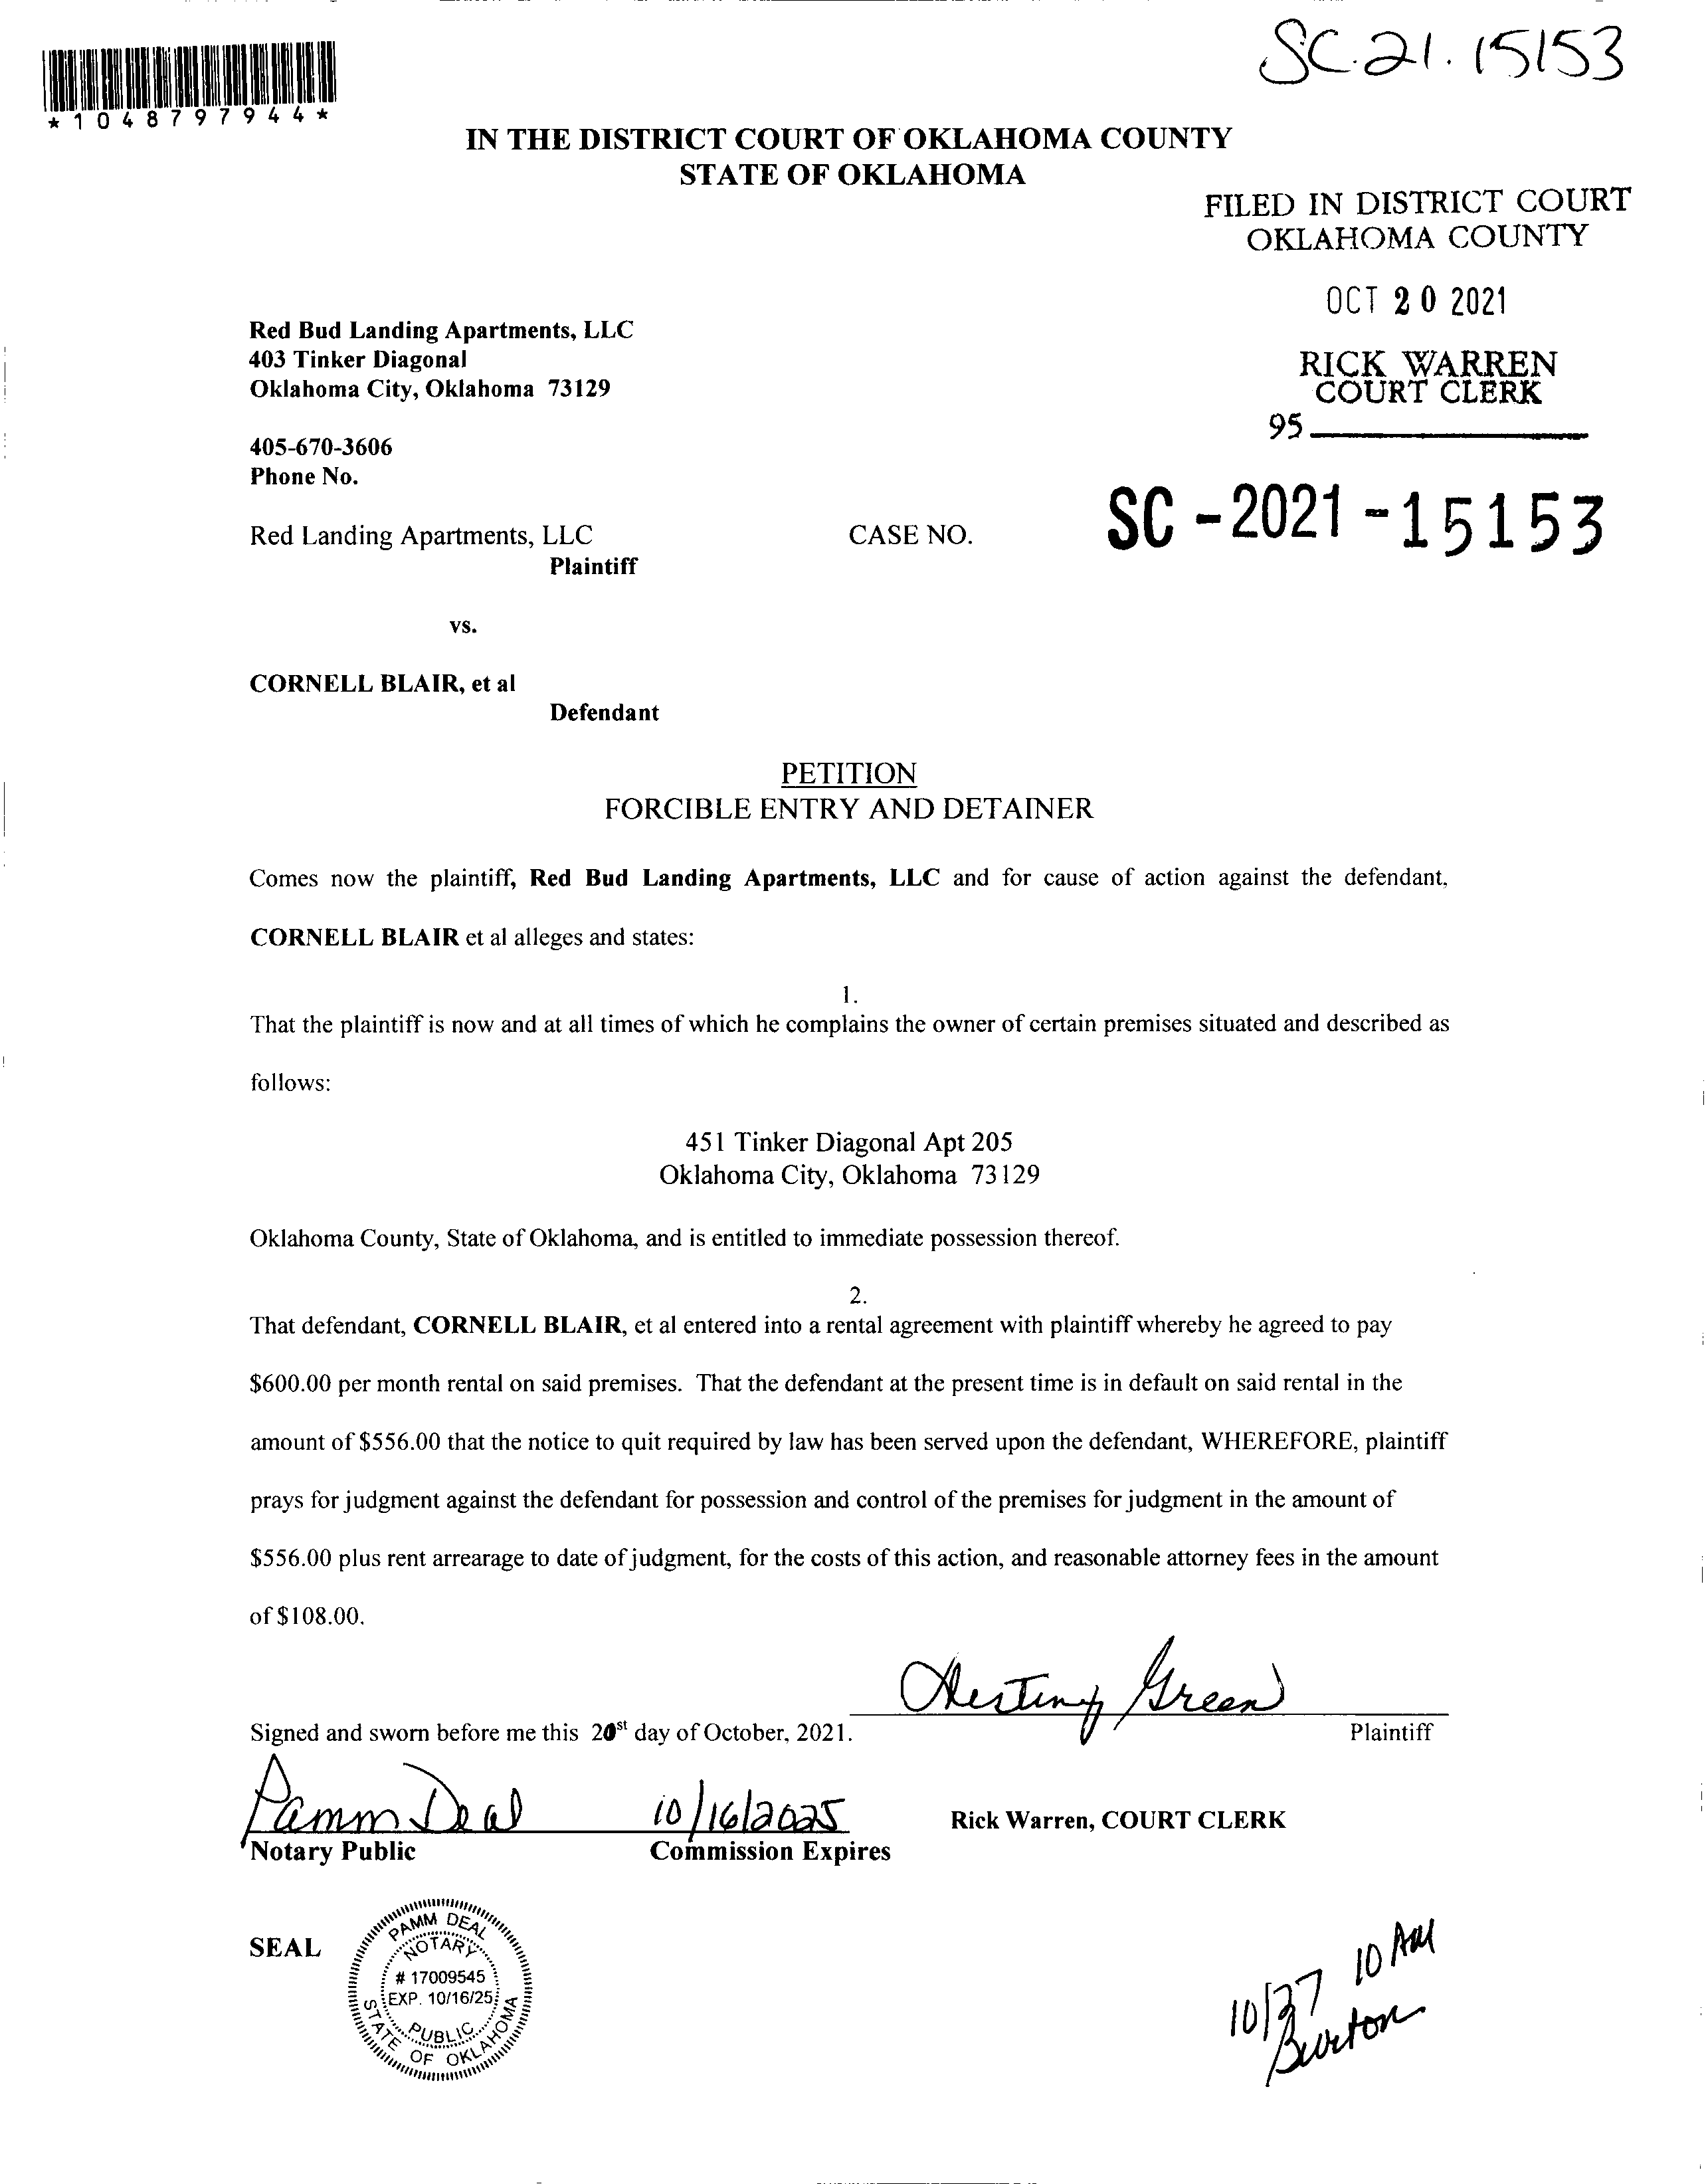 SC.21.15153
*1048797944*
IN THE DISTRICT COURT OF OKLAHOMA COUNTY
STATE OF OKLAHOMA
FILED IN DISTRICT COURT
OKLAHOMA COUNTY
OCT 20 2021
RICK WARREN
COURT CLERK
95
Red Bud Landing Apartments, LLC
403 Tinker Diagonal
Oklahoma City, Oklahoma 73129
405-670-3606
Phone No.
Red Landing Apartments, LLC CASE NO. SC-2021-15153
Plaintiff
vs.
CORNELL BLAIR, et al
Defendant
PETITION
FORCIBLE ENTRY AND DETAINER
Comes now the plaintiff, Red Bud Landing Apartments, LLC and for cause of action against the defendant,
CORNELL BLAIR et al alleges and states:
1.
That the plaintiff is now and at all times of which he complains the owner of certain premises situated and described as
follows:
451 Tinker Diagonal Apt 205
Oklahoma City, Oklahoma 73129
Oklahoma County, State of Oklahoma, and is entitled to immediate possession thereof.
2.
That defendant, CORNELL BLAIR, et al entered into a rental agreement with plaintiff whereby he agreed to pay
$600.00 per month rental on said premises. That the defendant at the present time is in default on said rental in the
amount of $556.00 that the notice to quit required by law has been served upon the defendant, WHEREFORE, plaintiff
prays for judgment against the defendant for possession and control of the premises for judgment in the amount of
$556.00 plus rent arrearage to date of judgment, for the costs of this action, and reasonable attorney fees in the amount
of $108.00.
Destiny Green
Signed and sworn before me this 20st day of October, 2021. Plaintiff
Pamm Deal 10/16/2025 Rick Warren, COURT CLERK
Notary Public Commission Expires
SEAL
PAMM DEAL
NOTARY
# 17009545
EXP. 10/16/25
PUBLIC
STATE OF OKLAHOMA
10/27 10 AM
Burton